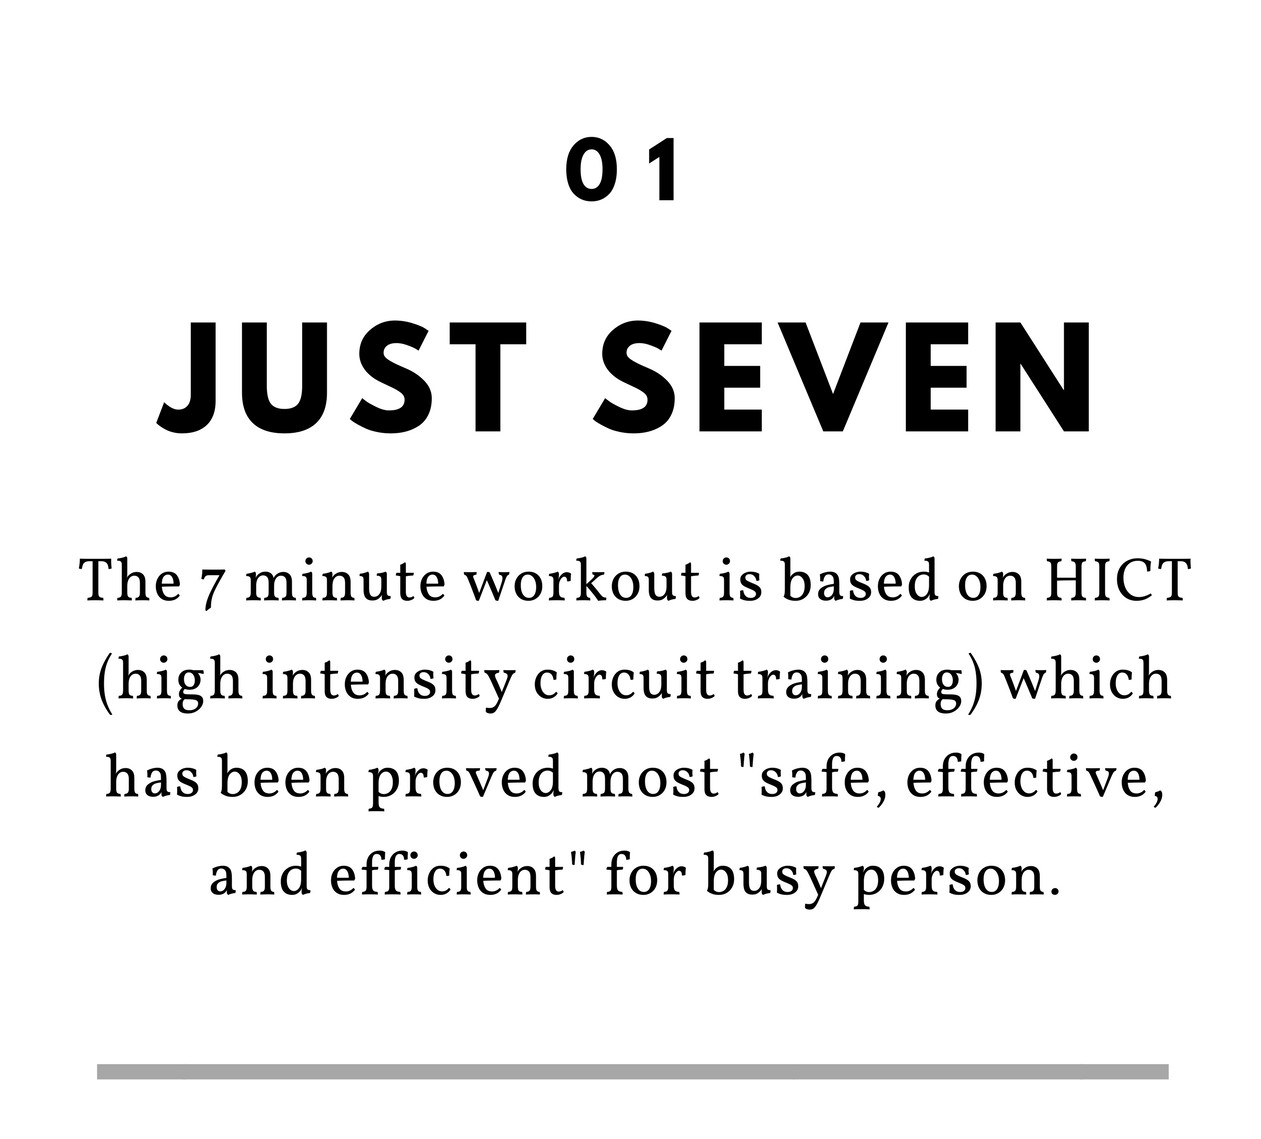 01
JUST SEVEN
The 7 minute workout is based on HICT
(high intensity circuit training) which
has been proved most "safe, effective,
and efficient" for busy person.